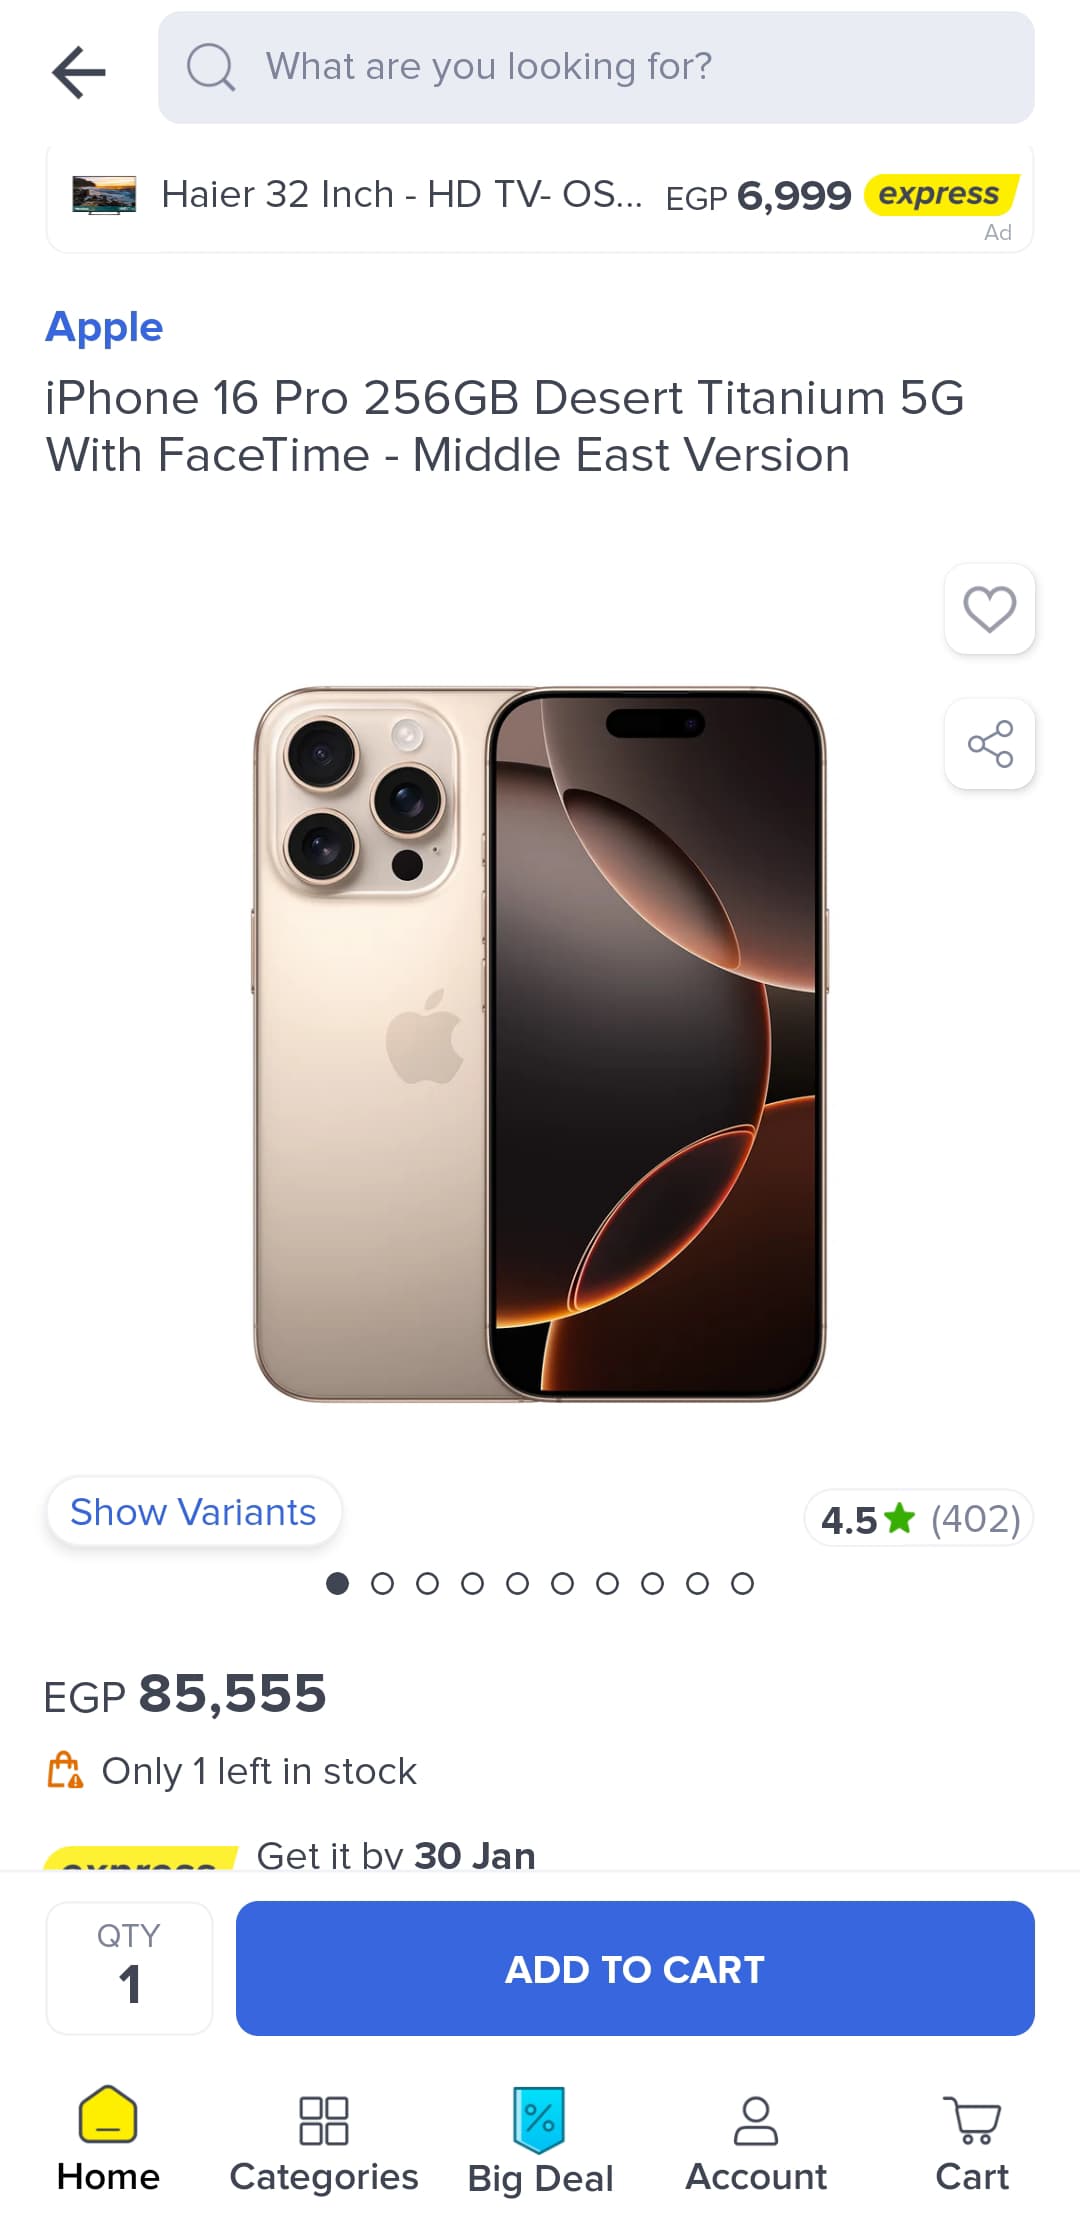 What are you looking for?
Haier 32 Inch - HD TV- OS... EGP 6,999 express
Ad
Apple
iPhone 16 Pro 256GB Desert Titanium 5G
With FaceTime - Middle East Version
Show Variants
4.5 (402)
EGP 85,555
Only 1 left in stock
express Get it by 30 Jan
QTY
1
ADD TO CART
Home Categories Big Deal Account Cart